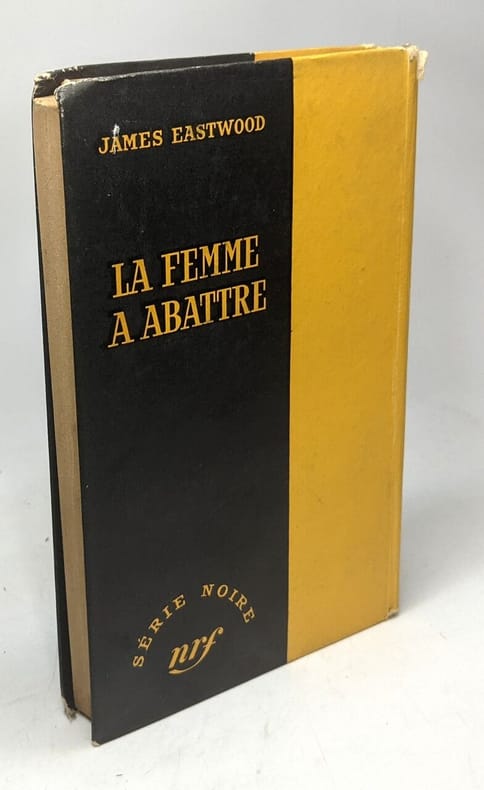 JAMES EASTWOOD
LA FEMME
A ABATTRE
SÉRIE NOIRE
nrf